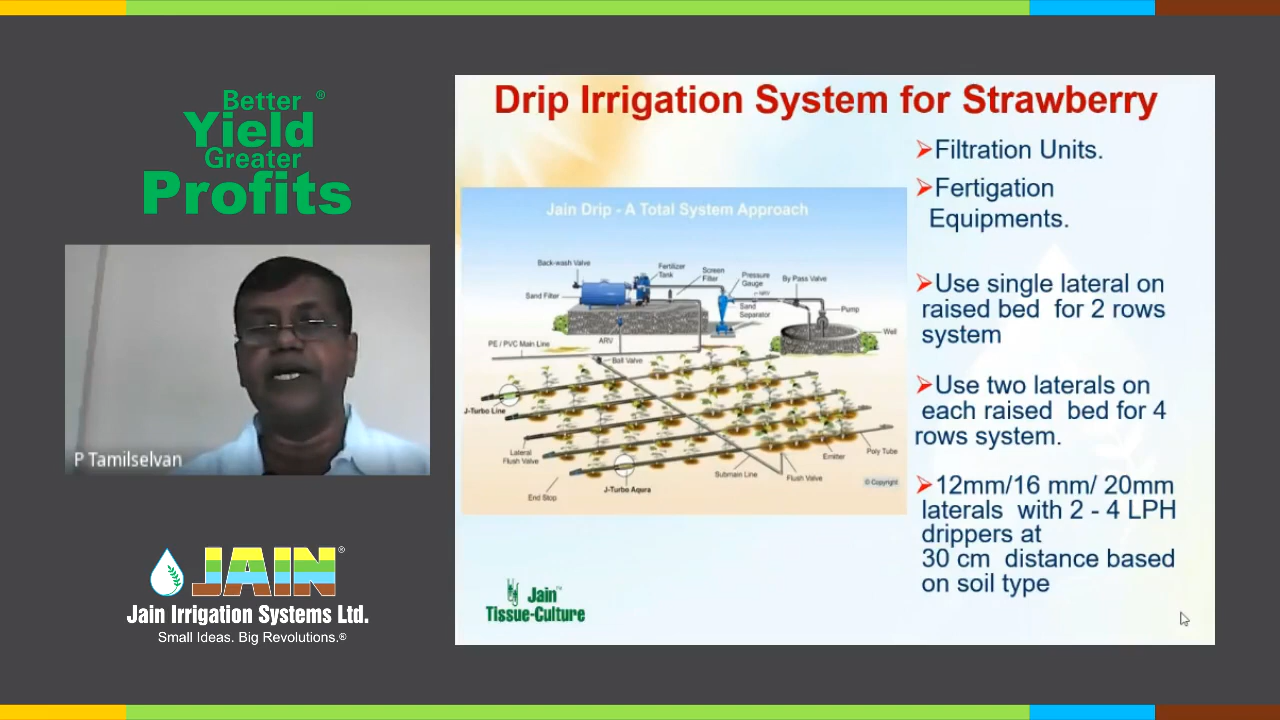 Better ®
Yield
Greater
Profits
P Tamilselvan
JAIN®
Jain Irrigation Systems Ltd.
Small Ideas. Big Revolutions.®
Drip Irrigation System for Strawberry
Jain Drip - A Total System Approach
Back-wash Valve
Fertilizer
Tank
Screen
Filter
Pressure
Gauge
By Pass Valve
NRV
Sand Filter
Sand
Separator
Pump
Well
ARV
PE / PVC Main Line
Ball Valve
J-Turbo Line
Lateral
Flush Valve
Poly Tube
Emitter
Submain Line
Flush Valve
J-Turbo Aqura
End Stop
© Copyright
Jain™
Tissue-Culture
➢Filtration Units.
➢Fertigation
Equipments.
➢Use single lateral on
raised bed for 2 rows
system
➢Use two laterals on
each raised bed for 4
rows system.
➢12mm/16 mm/ 20mm
laterals with 2 - 4 LPH
drippers at
30 cm distance based
on soil type